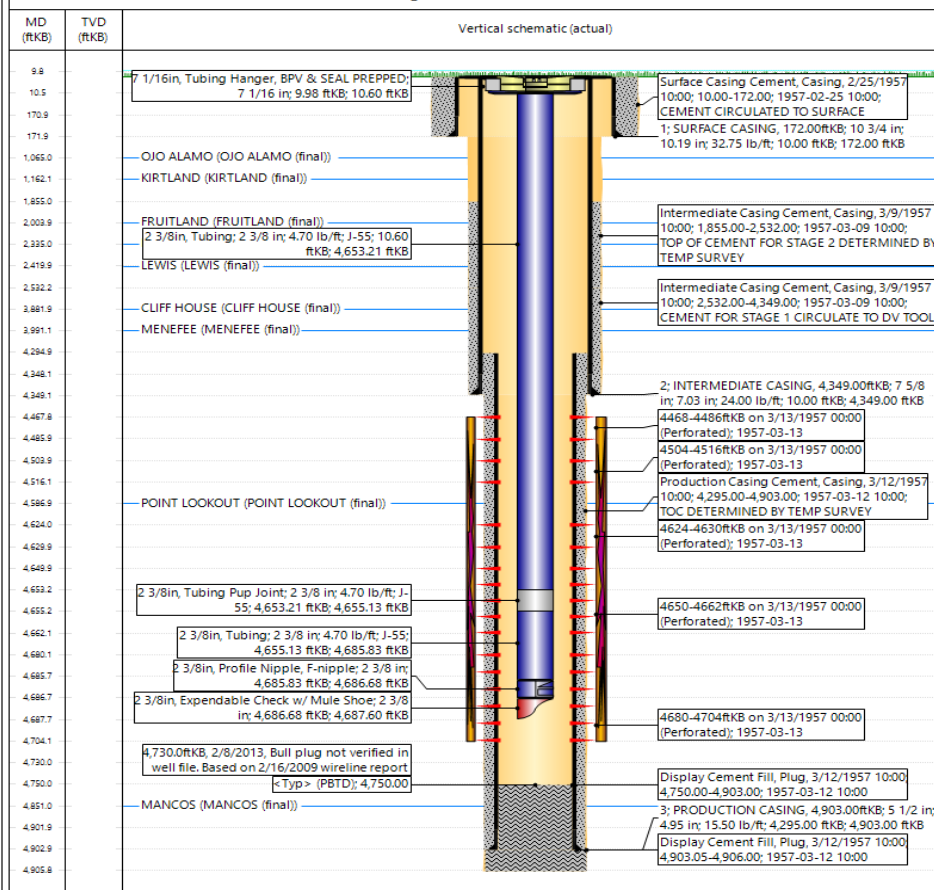 MD
(ftKB)
TVD
(ftKB)
Vertical schematic (actual)
9.8
10.5
170.9
171.9
1,065.0
1,162.1
1,855.0
2,003.9
2,335.0
2,419.9
2,532.2
3,881.9
3,991.1
4,294.9
4,348.1
4,349.1
4,467.8
4,485.9
4,503.9
4,516.1
4,586.9
4,624.0
4,629.9
4,649.9
4,653.2
4,655.2
4,662.1
4,680.1
4,685.7
4,686.7
4,687.7
4,704.1
4,730.0
4,750.0
4,851.0
4,901.9
4,902.9
4,905.8
7 1/16in, Tubing Hanger, BPV & SEAL PREPPED;
7 1/16 in; 9.98 ftKB; 10.60 ftKB
OJO ALAMO (OJO ALAMO (final))
KIRTLAND (KIRTLAND (final))
FRUITLAND (FRUITLAND (final))
2 3/8in, Tubing; 2 3/8 in; 4.70 lb/ft; J-55; 10.60
ftKB; 4,653.21 ftKB
LEWIS (LEWIS (final))
CLIFF HOUSE (CLIFF HOUSE (final))
MENEFEE (MENEFEE (final))
POINT LOOKOUT (POINT LOOKOUT (final))
2 3/8in, Tubing Pup Joint; 2 3/8 in; 4.70 lb/ft; J-
55; 4,653.21 ftKB; 4,655.13 ftKB
2 3/8in, Tubing; 2 3/8 in; 4.70 lb/ft; J-55;
4,655.13 ftKB; 4,685.83 ftKB
2 3/8in, Profile Nipple, F-nipple; 2 3/8 in;
4,685.83 ftKB; 4,686.68 ftKB
2 3/8in, Expendable Check w/ Mule Shoe; 2 3/8
in; 4,686.68 ftKB; 4,687.60 ftKB
4,730.0ftKB, 2/8/2013, Bull plug not verified in
well file. Based on 2/16/2009 wireline report
<Typ> (PBTD); 4,750.00
MANCOS (MANCOS (final))
Surface Casing Cement, Casing, 2/25/1957
10:00; 10.00-172.00; 1957-02-25 10:00;
CEMENT CIRCULATED TO SURFACE
1; SURFACE CASING, 172.00ftKB; 10 3/4 in;
10.19 in; 32.75 lb/ft; 10.00 ftKB; 172.00 ftKB
Intermediate Casing Cement, Casing, 3/9/1957
10:00; 1,855.00-2,532.00; 1957-03-09 10:00;
TOP OF CEMENT FOR STAGE 2 DETERMINED BY
TEMP SURVEY
Intermediate Casing Cement, Casing, 3/9/1957
10:00; 2,532.00-4,349.00; 1957-03-09 10:00;
CEMENT FOR STAGE 1 CIRCULATE TO DV TOOL
2; INTERMEDIATE CASING, 4,349.00ftKB; 7 5/8
in; 7.03 in; 24.00 lb/ft; 10.00 ftKB; 4,349.00 ftKB
4468-4486ftKB on 3/13/1957 00:00
(Perforated); 1957-03-13
4504-4516ftKB on 3/13/1957 00:00
(Perforated); 1957-03-13
Production Casing Cement, Casing, 3/12/1957
10:00; 4,295.00-4,903.00; 1957-03-12 10:00;
TOC DETERMINED BY TEMP SURVEY
4624-4630ftKB on 3/13/1957 00:00
(Perforated); 1957-03-13
4650-4662ftKB on 3/13/1957 00:00
(Perforated); 1957-03-13
4680-4704ftKB on 3/13/1957 00:00
(Perforated); 1957-03-13
Display Cement Fill, Plug, 3/12/1957 10:00;
4,750.00-4,903.00; 1957-03-12 10:00
3; PRODUCTION CASING, 4,903.00ftKB; 5 1/2 in;
4.95 in; 15.50 lb/ft; 4,295.00 ftKB; 4,903.00 ftKB
Display Cement Fill, Plug, 3/12/1957 10:00;
4,903.05-4,906.00; 1957-03-12 10:00